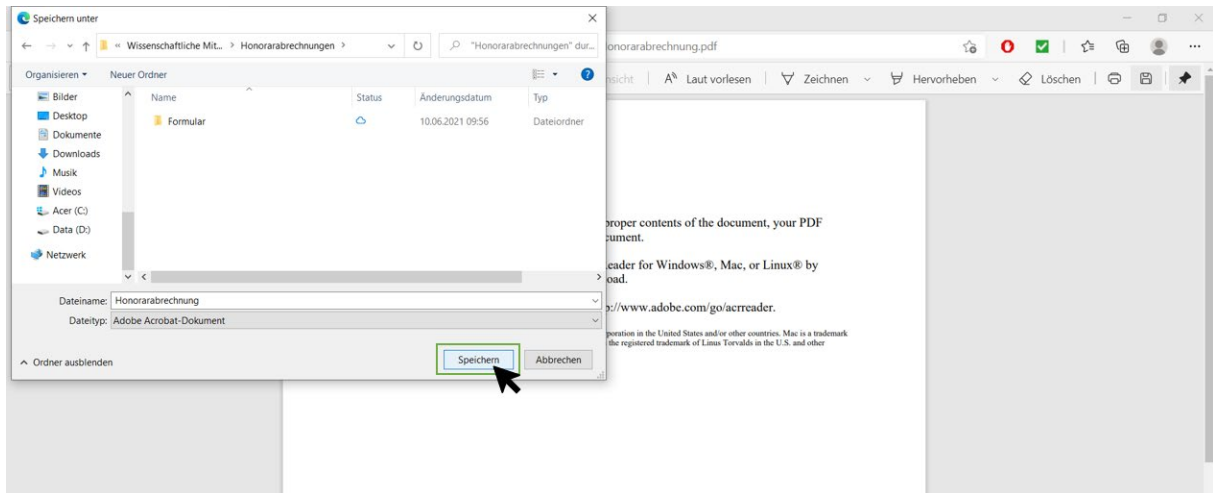 Speichern unter
« Wissenschaftliche Mit... > Honorarabrechnungen >
"Honorarabrechnungen" dur...
onorarabrechnung.pdf
Organisieren
Neuer Ordner
nsicht
Laut vorlesen
Zeichnen
Hervorheben
Löschen
Bilder
Desktop
Dokumente
Downloads
Musik
Videos
Acer (C:)
Data (D:)
Netzwerk
Name Status Änderungsdatum Typ
Formular 10.06.2021 09:56 Dateiordner
proper contents of the document, your PDF
cument.
eader for Windows®, Mac, or Linux® by
oad.
p://www.adobe.com/go/acrreader.
poration in the United States and/or other countries. Mac is a trademark
the registered trademark of Linus Torvalds in the U.S. and other
Dateiname: Honorarabrechnung
Dateityp: Adobe Acrobat-Dokument
Ordner ausblenden
Speichern
Abbrechen